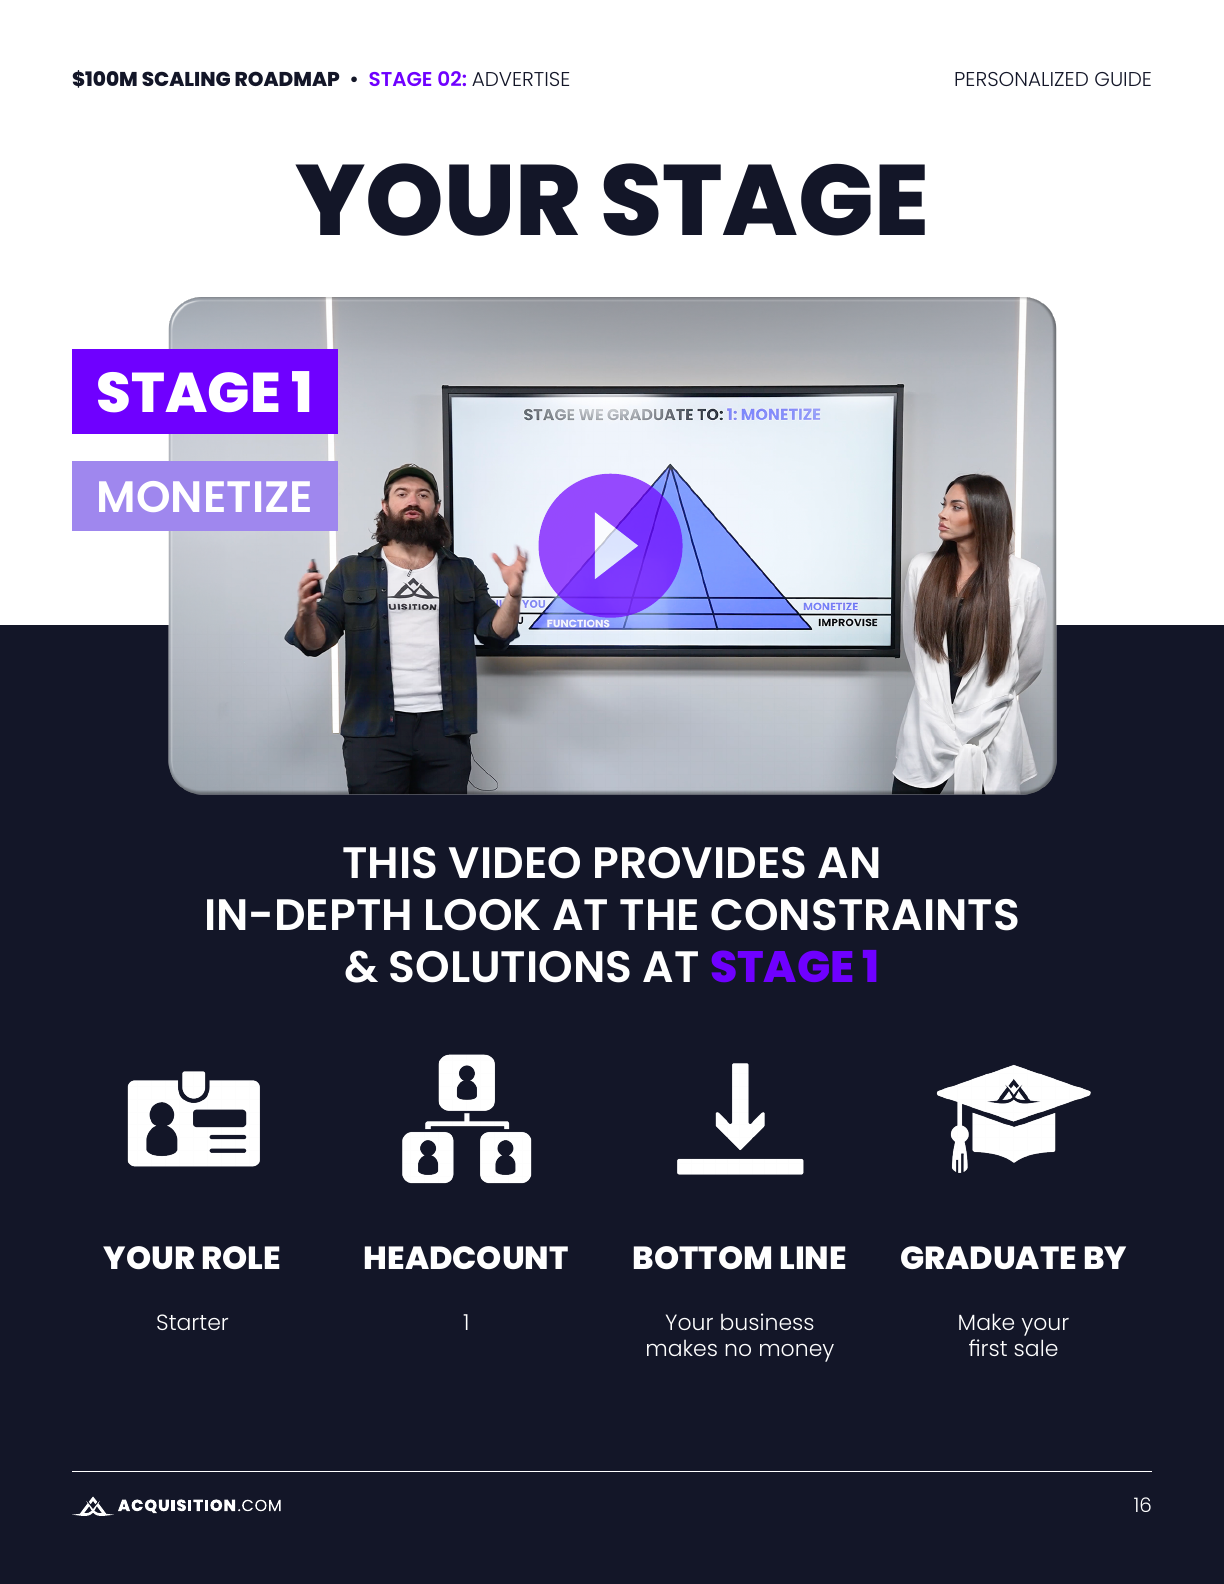 $100M SCALING ROADMAP • STAGE 02: ADVERTISE
PERSONALIZED GUIDE
YOUR STAGE
STAGE 1
MONETIZE
STAGE WE GRADUATE TO: 1: MONETIZE
YOU
MONETIZE
FUNCTIONS
IMPROVISE
UISITION
THIS VIDEO PROVIDES AN
IN-DEPTH LOOK AT THE CONSTRAINTS
& SOLUTIONS AT STAGE 1
YOUR ROLE
Starter
HEADCOUNT
1
BOTTOM LINE
Your business
makes no money
GRADUATE BY
Make your
first sale
ACQUISITION.COM
16